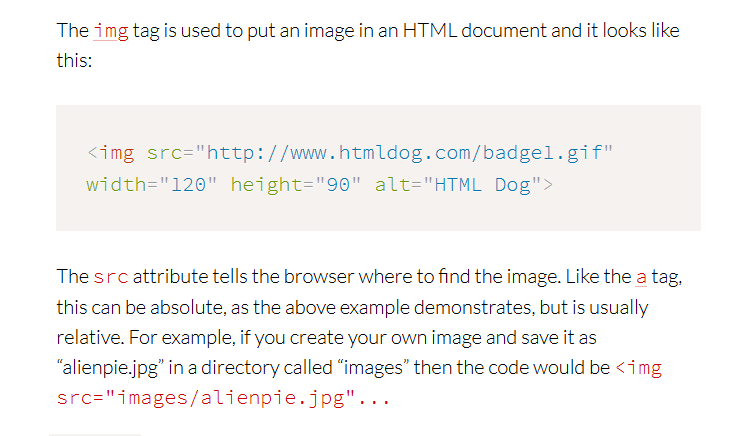 The img tag is used to put an image in an HTML document and it looks like
this:
<img src="http://www.htmldog.com/badge1.gif"
width="120" height="90" alt="HTML Dog">
The src attribute tells the browser where to find the image. Like the a tag,
this can be absolute, as the above example demonstrates, but is usually
relative. For example, if you create your own image and save it as
“alienpie.jpg” in a directory called “images” then the code would be <img
src="images/alienpie.jpg"...